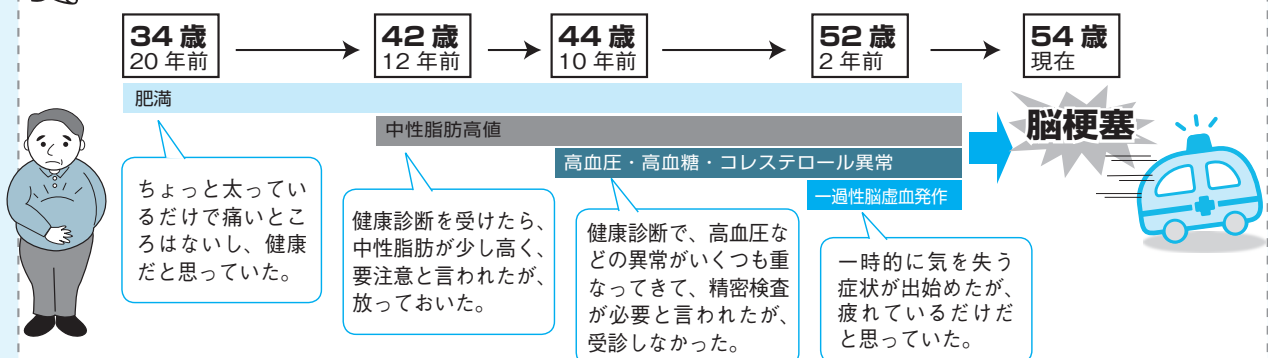 34歳
20年前
42歳
12年前
44歳
10年前
52歳
2年前
54歳
現在
肥満
中性脂肪高値
高血圧・高血糖・コレステロール異常
一過性脳虚血発作
脳梗塞
ちょっと太ってい
るだけで痛いとこ
ろはないし、健康
だと思っていた。
健康診断を受けたら、
中性脂肪が少し高く、
要注意と言われたが、
放っておいた。
健康診断で、高血圧な
どの異常がいくつも重
なってきて、精密検査
が必要と言われたが、
受診しなかった。
一時的に気を失う
症状が出始めたが、
疲れているだけだ
と思っていた。